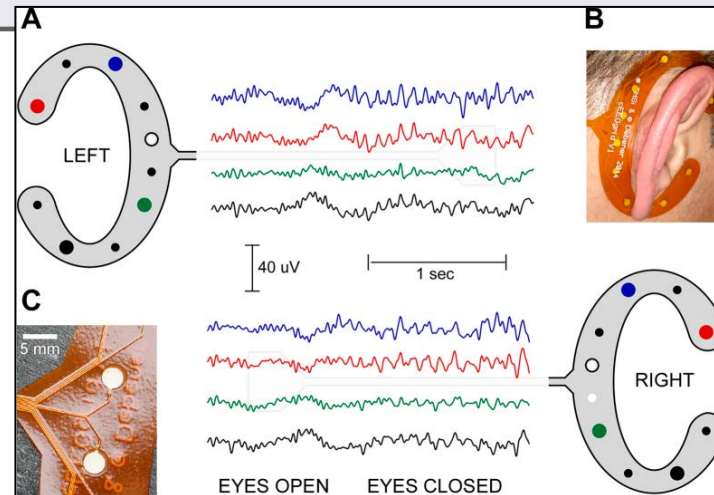 A
B
LEFT
40 uV
1 sec
C
5 mm
RIGHT
EYES OPEN EYES CLOSED